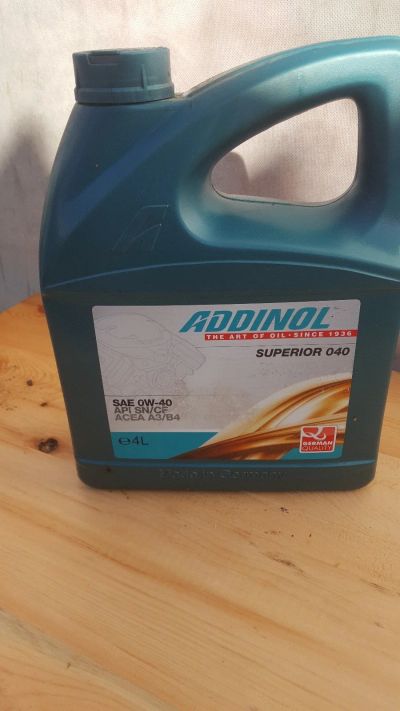 ADDINOL
THE ART OF OIL · SINCE 1936
SUPERIOR 040
SAE 0W-40
API SN/CF
ACEA A3/B4
℮4L
GERMAN
QUALITY
Made in Germany